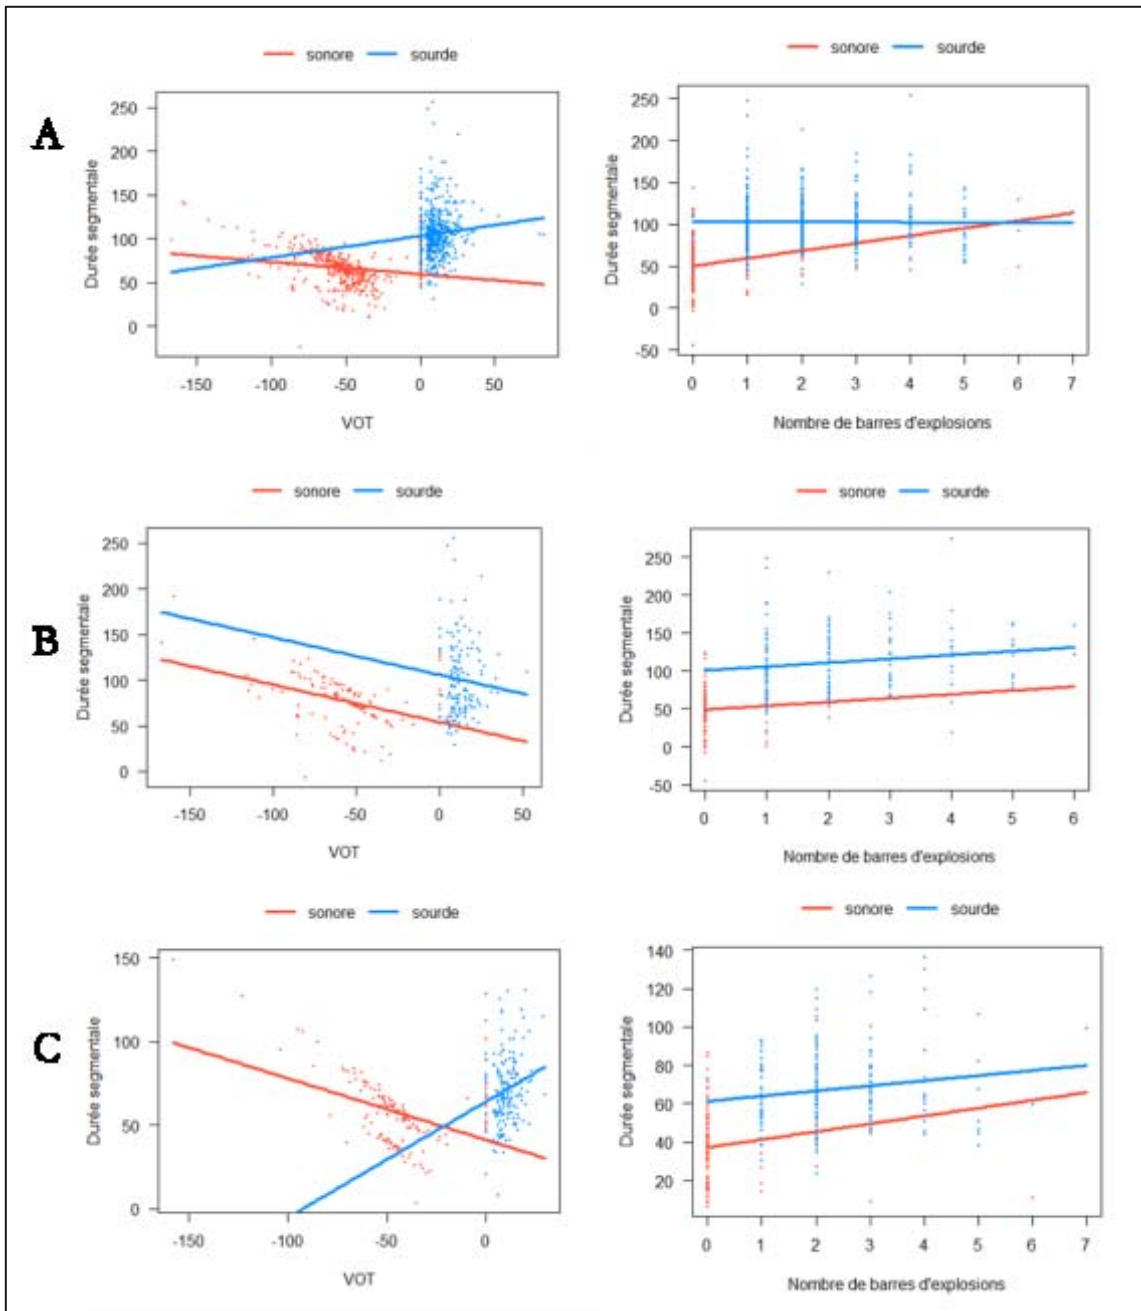 sonore sourde
sonore sourde
A
Durée segmentale
250
200
150
100
50
0
-150 -100 -50 0 50
VOT
Durée segmentale
250
200
150
100
50
0
-50
0 1 2 3 4 5 6 7
Nombre de barres d'explosions
sonore sourde
sonore sourde
B
Durée segmentale
250
200
150
100
50
0
-150 -100 -50 0 50
VOT
Durée segmentale
250
200
150
100
50
0
-50
0 1 2 3 4 5 6
Nombre de barres d'explosions
sonore sourde
sonore sourde
C
Durée segmentale
150
100
50
0
-150 -100 -50 0
VOT
Durée segmentale
140
120
100
80
60
40
20
0 1 2 3 4 5 6 7
Nombre de barres d'explosions